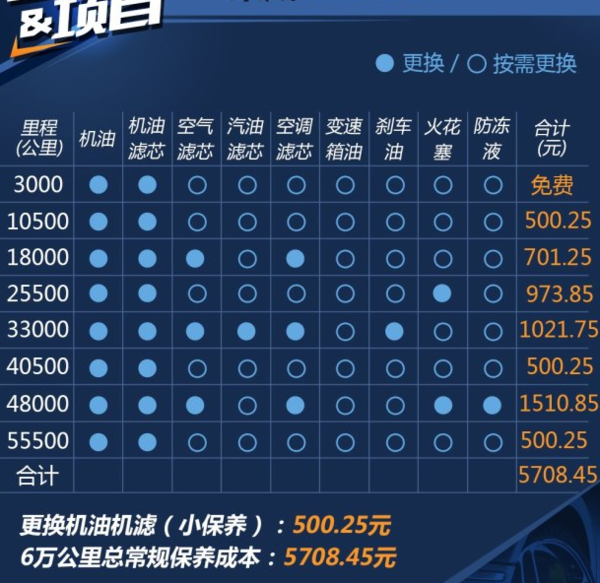 &项目
● 更换 / ○ 按需更换
里程(公里) 机油 机油滤芯 空气滤芯 汽油滤芯 空调滤芯 变速箱油 刹车油 火花塞 防冻液 合计(元)
3000 ● ● ○ ○ ○ ○ ○ ○ ○ 免费
10500 ● ● ○ ○ ○ ○ ○ ○ ○ 500.25
18000 ● ● ● ○ ● ○ ○ ○ ○ 701.25
25500 ● ● ○ ○ ○ ○ ○ ● ○ 973.85
33000 ● ● ● ● ● ○ ● ○ ○ 1021.75
40500 ● ● ○ ○ ○ ○ ○ ○ ○ 500.25
48000 ● ● ● ○ ● ○ ○ ● ● 1510.85
55500 ● ● ○ ○ ○ ○ ○ ○ ○ 500.25
合计 5708.45
更换机油机滤（小保养）：500.25元
6万公里总常规保养成本：5708.45元